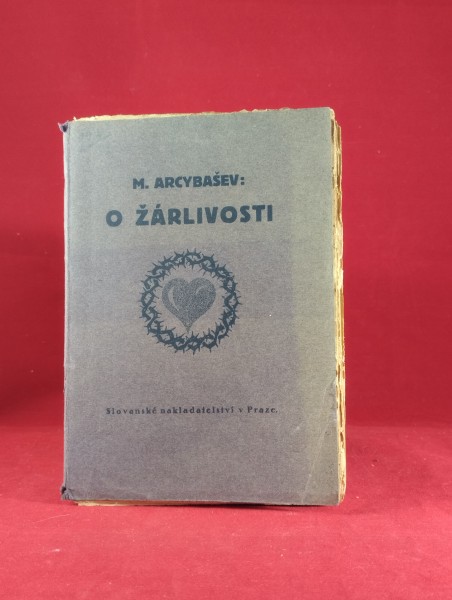 M. ARCYBAŠEV:
O ŽÁRLIVOSTI
Slovanské nakladatelství v Praze.